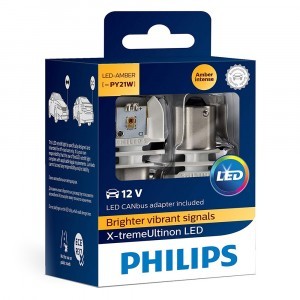 LED-AMBER
[~PY21W]
Amber
intense
LED
12 V
LED CANbus adapter included
Brighter vibrant signals
X-tremeUltinon LED
PHILIPS